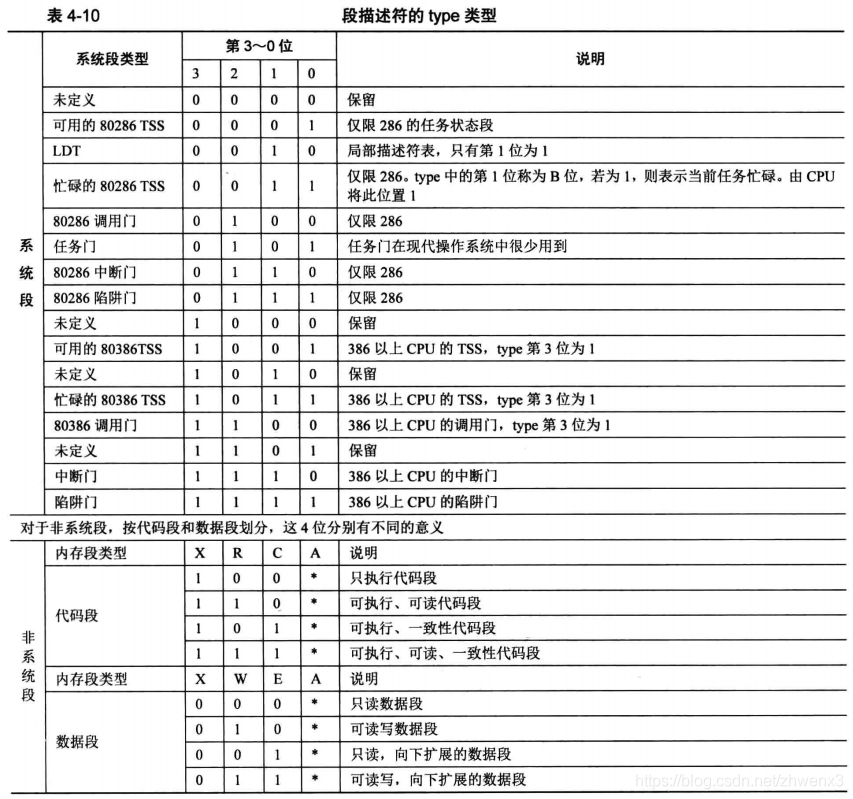 表 4-10 段描述符的 type 类型
系统段类型 第 3～0 位 说明
3 2 1 0
系统段
未定义 0 0 0 0 保留
可用的 80286 TSS 0 0 0 1 仅限 286 的任务状态段
LDT 0 0 1 0 局部描述符表，只有第 1 位为 1
忙碌的 80286 TSS 0 0 1 1 仅限 286。type 中的第 1 位称为 B 位，若为 1，则表示当前任务忙碌。由 CPU
将此位置 1
80286 调用门 0 1 0 0 仅限 286
任务门 0 1 0 1 任务门在现代操作系统中很少用到
80286 中断门 0 1 1 0 仅限 286
80286 陷阱门 0 1 1 1 仅限 286
未定义 1 0 0 0 保留
可用的 80386TSS 1 0 0 1 386 以上 CPU 的 TSS，type 第 3 位为 1
未定义 1 0 1 0 保留
忙碌的 80386 TSS 1 0 1 1 386 以上 CPU 的 TSS，type 第 3 位为 1
80386 调用门 1 1 0 0 386 以上 CPU 的调用门，type 第 3 位为 1
未定义 1 1 0 1 保留
中断门 1 1 1 0 386 以上 CPU 的中断门
陷阱门 1 1 1 1 386 以上 CPU 的陷阱门
对于非系统段，按代码段和数据段划分，这 4 位分别有不同的意义
非系统段
内存段类型 X R C A 说明
代码段
1 0 0 * 只执行代码段
1 1 0 * 可执行、可读代码段
1 0 1 * 可执行、一致性代码段
1 1 1 * 可执行、可读、一致性代码段
内存段类型 X W E A 说明
数据段
0 0 0 * 只读数据段
0 1 0 * 可读写数据段
0 0 1 * 只读，向下扩展的数据段
0 1 1 * 可读写，向下扩展的数据段
https://blog.csdn.net/zhwenx3